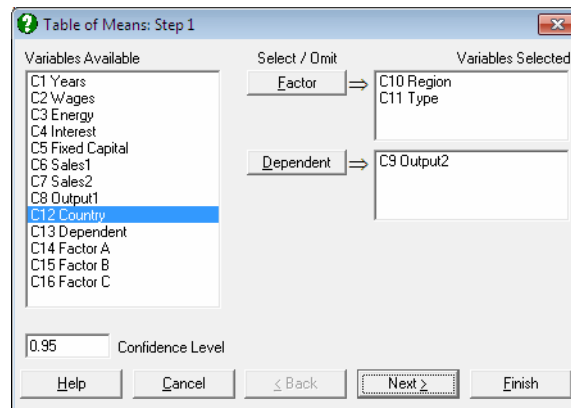 Table of Means: Step 1
Variables Available
Select / Omit
Variables Selected
C1 Years
C2 Wages
C3 Energy
C4 Interest
C5 Fixed Capital
C6 Sales1
C7 Sales2
C8 Output1
C12 Country
C13 Dependent
C14 Factor A
C15 Factor B
C16 Factor C
Factor
C10 Region
C11 Type
Dependent
C9 Output2
0.95 Confidence Level
Help Cancel < Back Next > Finish